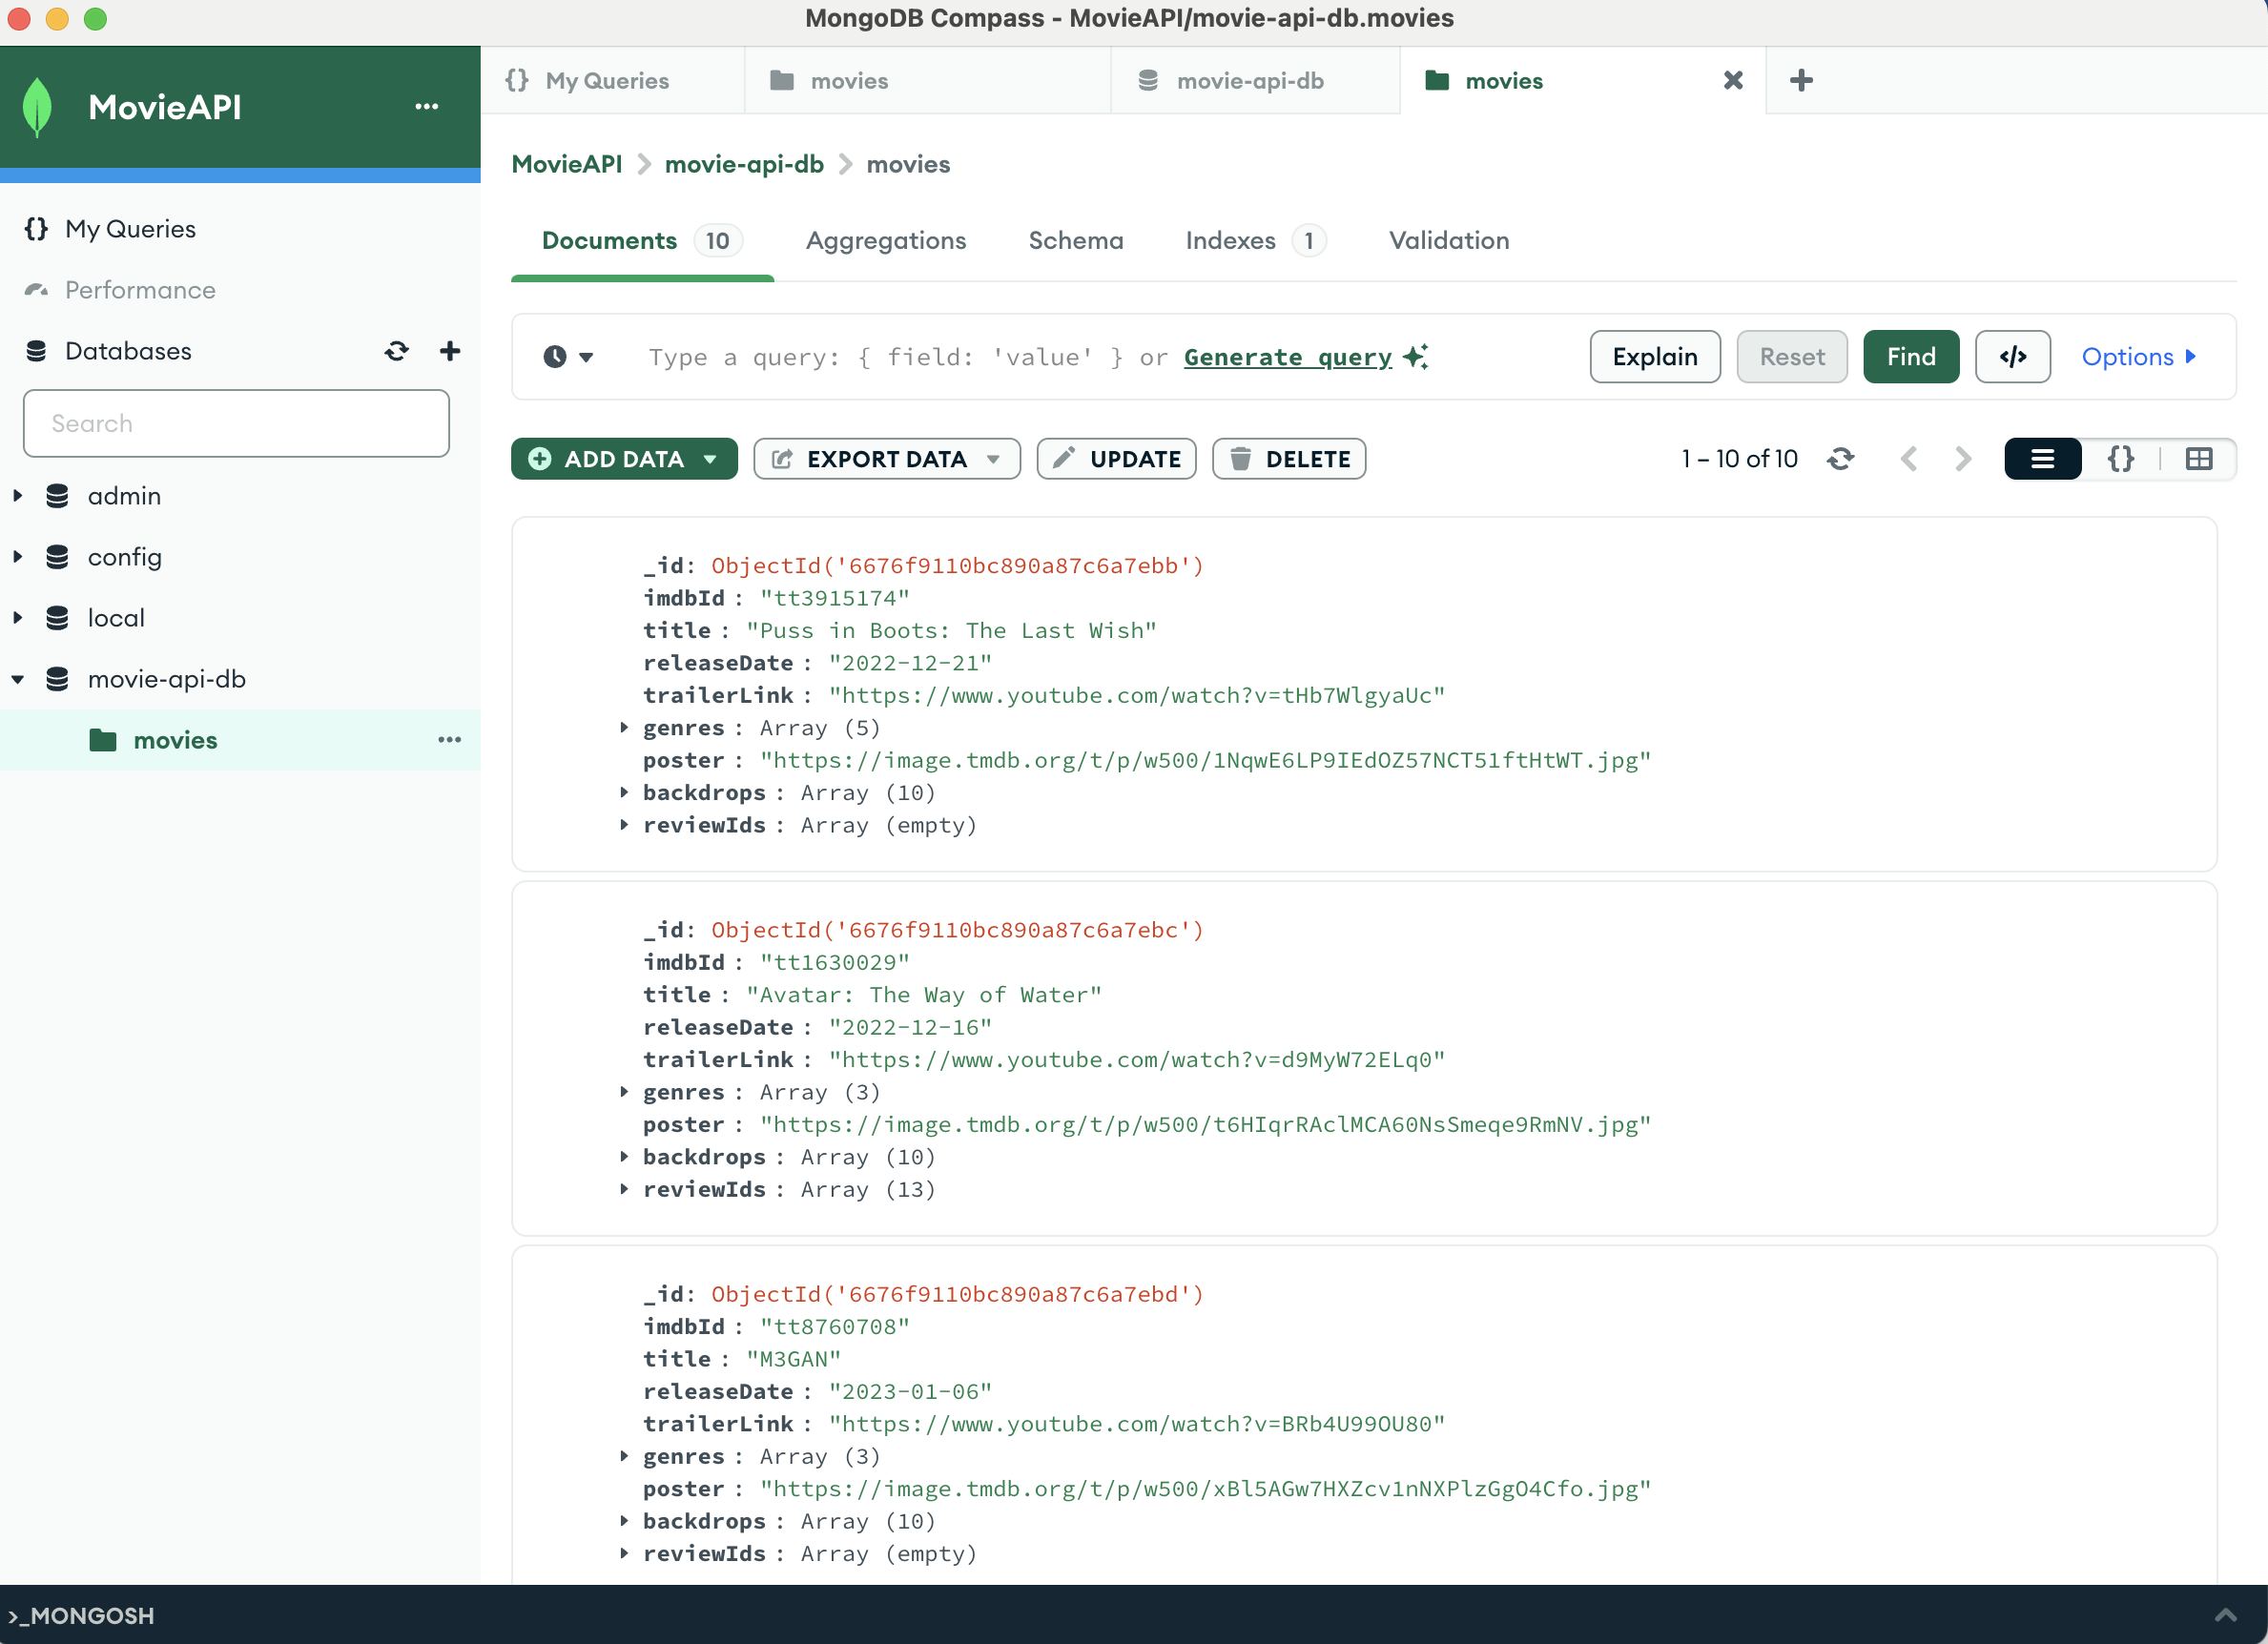 MongoDB Compass - MovieAPI/movie-api-db.movies
MovieAPI
My Queries
Performance
Databases
Search
admin
config
local
movie-api-db
movies
{} My Queries
movies
movie-api-db
movies
MovieAPI > movie-api-db > movies
Documents 10 Aggregations Schema Indexes 1 Validation
Type a query: { field: 'value' } or Generate query
Explain Reset Find </> Options
ADD DATA EXPORT DATA UPDATE DELETE 1 – 10 of 10 {}
_id: ObjectId('6676f9110bc890a87c6a7ebb')
imdbId : "tt3915174"
title : "Puss in Boots: The Last Wish"
releaseDate : "2022-12-21"
trailerLink : "https://www.youtube.com/watch?v=tHb7WlgyaUc"
genres : Array (5)
poster : "https://image.tmdb.org/t/p/w500/1NqwE6LP9IEdOZ57NCT51ftHtWT.jpg"
backdrops : Array (10)
reviewIds : Array (empty)
_id: ObjectId('6676f9110bc890a87c6a7ebc')
imdbId : "tt1630029"
title : "Avatar: The Way of Water"
releaseDate : "2022-12-16"
trailerLink : "https://www.youtube.com/watch?v=d9MyW72ELq0"
genres : Array (3)
poster : "https://image.tmdb.org/t/p/w500/t6HIqrRAclMCA60NsSmeqe9RmNV.jpg"
backdrops : Array (10)
reviewIds : Array (13)
_id: ObjectId('6676f9110bc890a87c6a7ebd')
imdbId : "tt8760708"
title : "M3GAN"
releaseDate : "2023-01-06"
trailerLink : "https://www.youtube.com/watch?v=BRb4U99OU80"
genres : Array (3)
poster : "https://image.tmdb.org/t/p/w500/xBl5AGw7HXZcv1nNXPlzGgO4Cfo.jpg"
backdrops : Array (10)
reviewIds : Array (empty)
>_MONGOSH